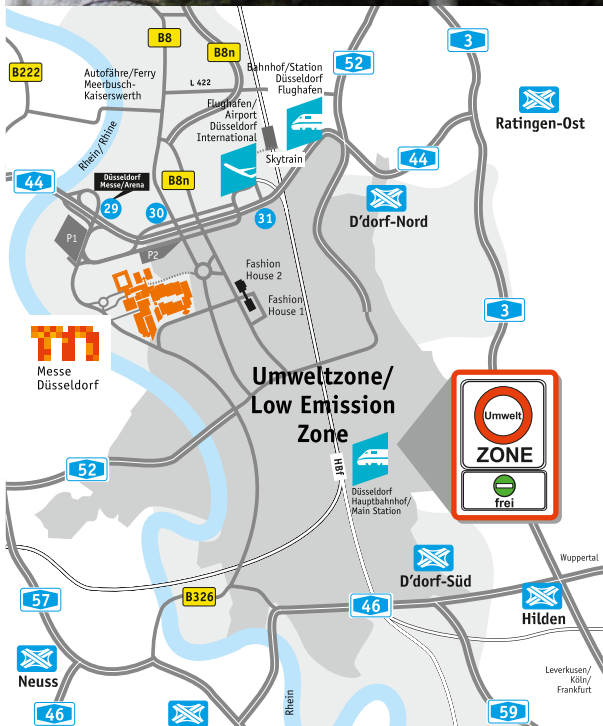 B8
B8n
3
52
B222
Autofähre/Ferry
Meerbusch-
Kaiserswerth
L 422
Bahnhof/Station
Düsseldorf
Flughafen
Flughafen/
Airport
Düsseldorf
International
Ratingen-Ost
Rhein/Rhine
Skytrain
44
44
Düsseldorf
Messe/Arena
B8n
29
30
31
D'dorf-Nord
P1
P2
Fashion
House 2
Fashion
House 1
3
Messe
Düsseldorf
Umweltzone/
Low Emission
Zone
Umwelt
ZONE
frei
52
HBf
Düsseldorf
Hauptbahnhof/
Main Station
D'dorf-Süd
Wuppertal
57
B326
46
Hilden
Neuss
Leverkusen/
Köln/
Frankfurt
46
Rhein
59